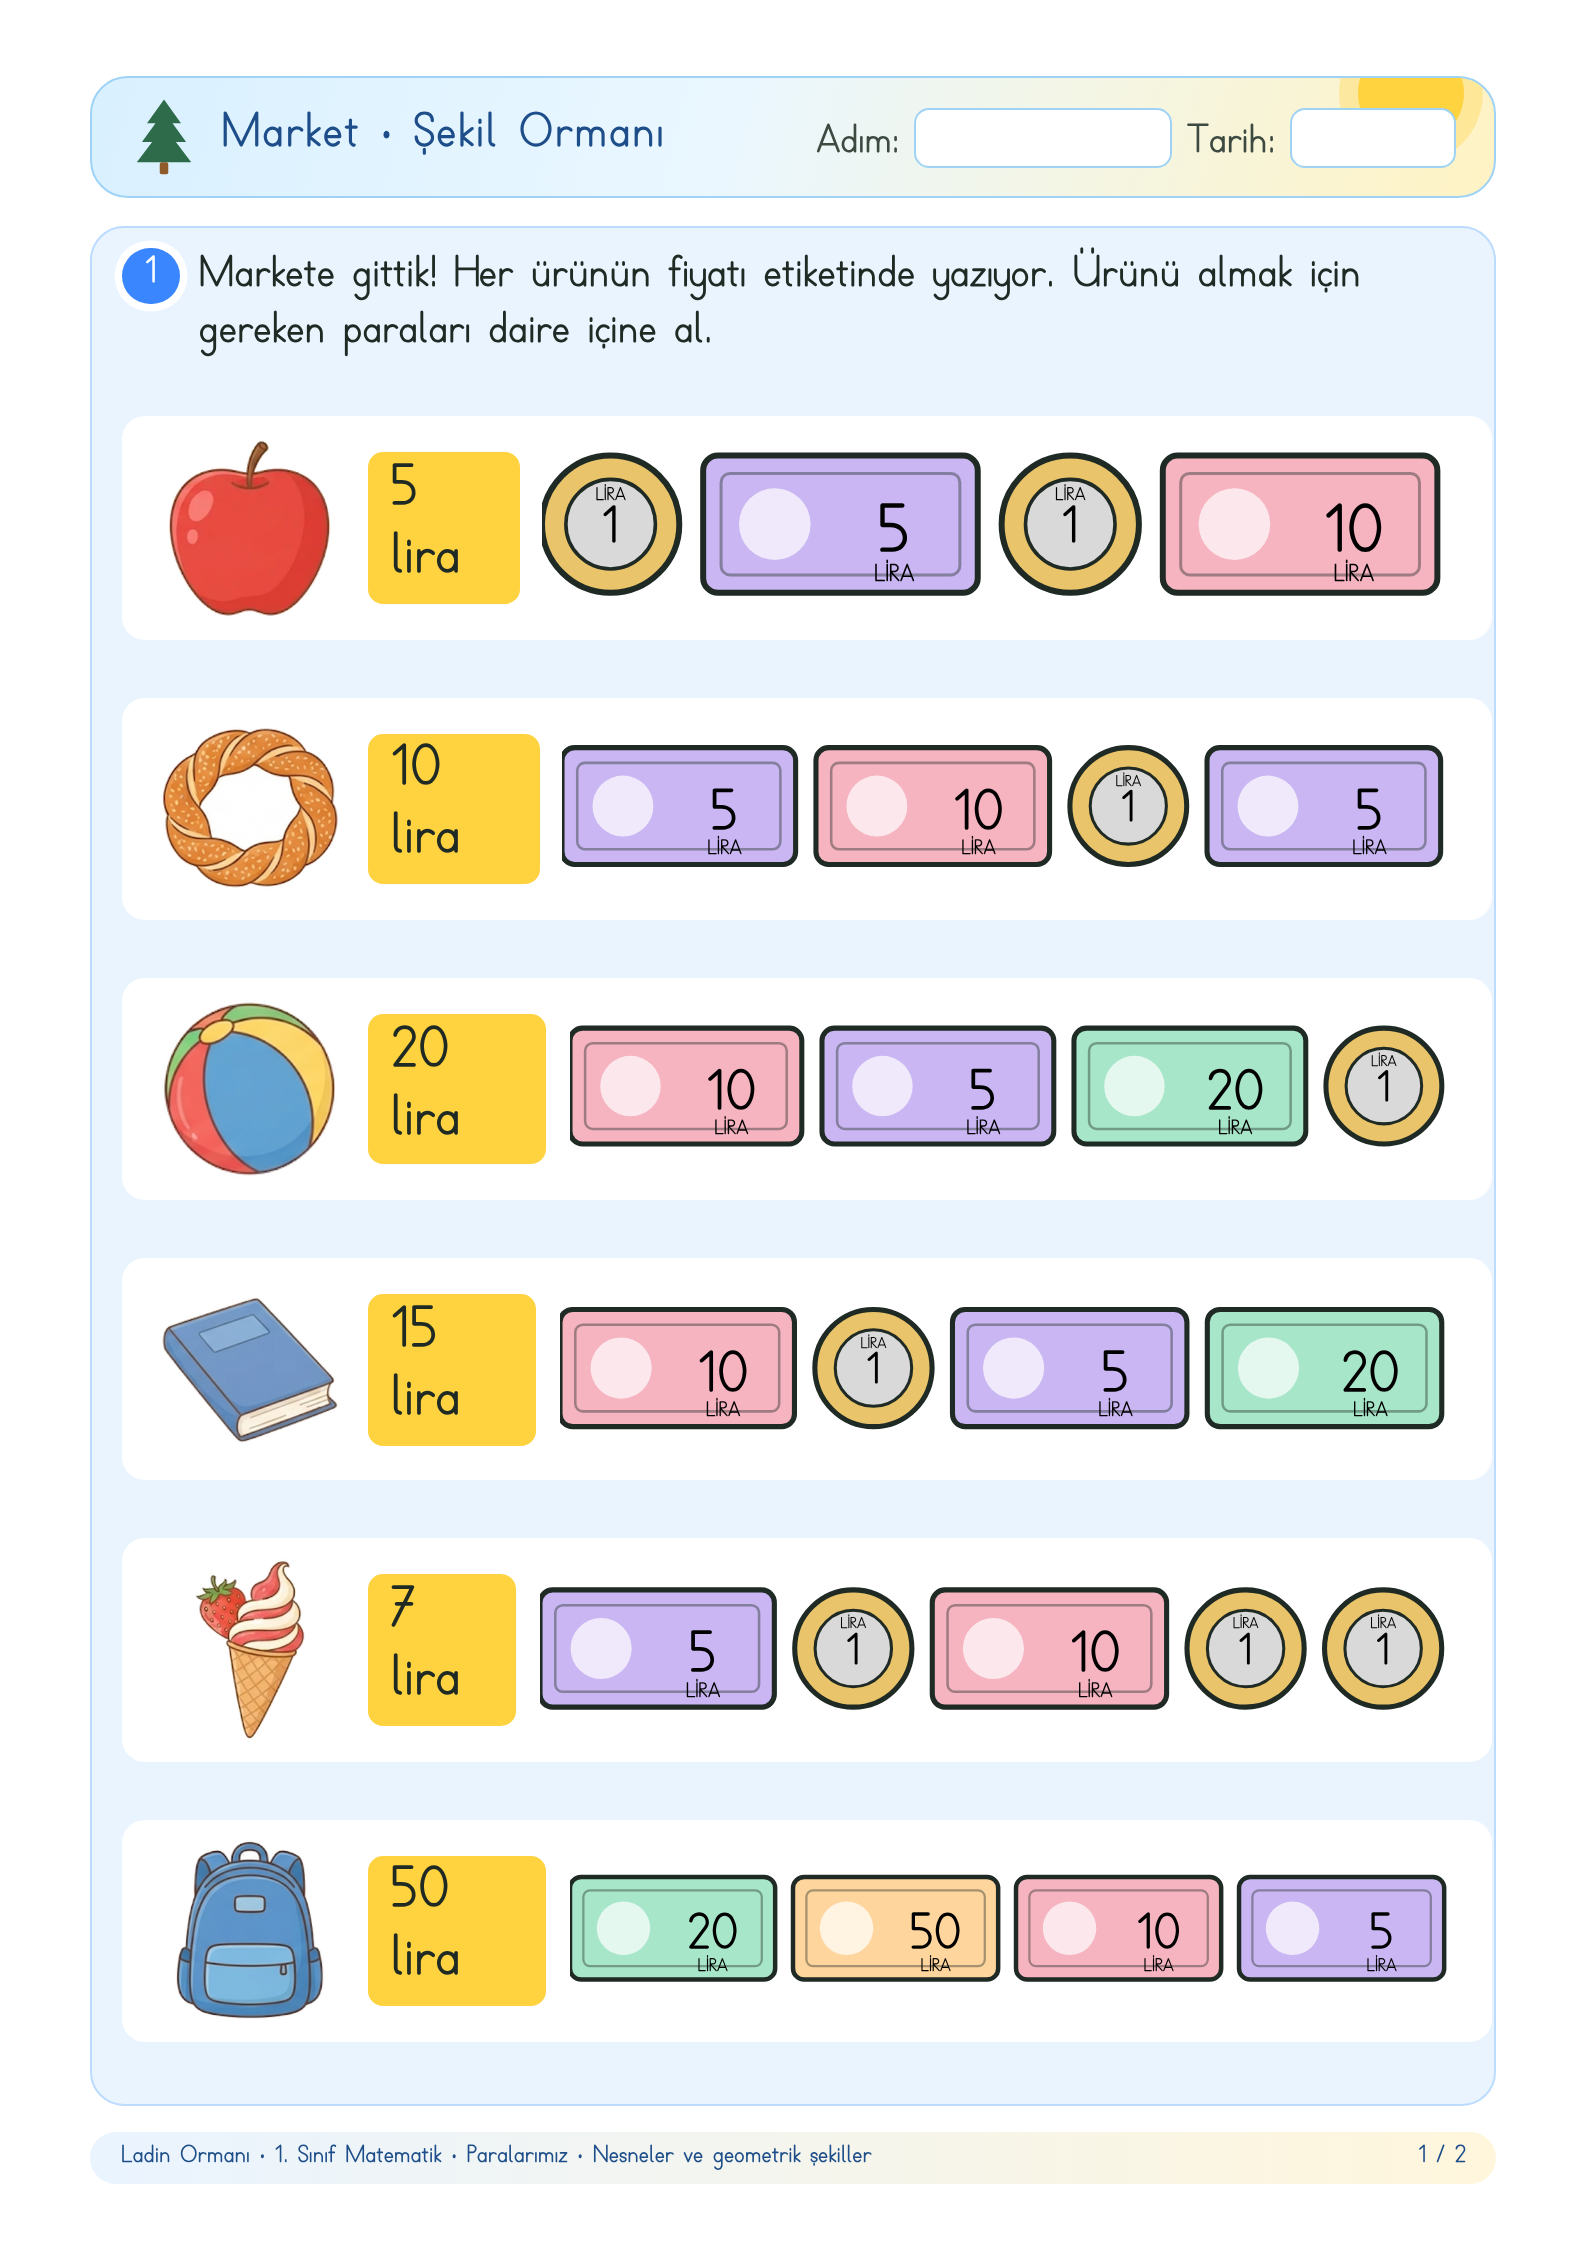 Market • Şekil Ormanı
Adım:
Tarih:
1
Markete gittik! Her ürünün fiyatı etiketinde yazıyor. Ürünü almak için
gereken paraları daire içine al.
5
lira
LİRA
1
5
LİRA
LİRA
1
10
LİRA
10
lira
5
LİRA
10
LİRA
LİRA
1
5
LİRA
20
lira
10
LİRA
5
LİRA
20
LİRA
LİRA
1
15
lira
10
LİRA
LİRA
1
5
LİRA
20
LİRA
7
lira
5
LİRA
LİRA
1
10
LİRA
LİRA
1
LİRA
1
50
lira
20
LİRA
50
LİRA
10
LİRA
5
LİRA
Ladin Ormanı • 1. Sınıf Matematik • Paralarımız • Nesneler ve geometrik şekiller
1 / 2